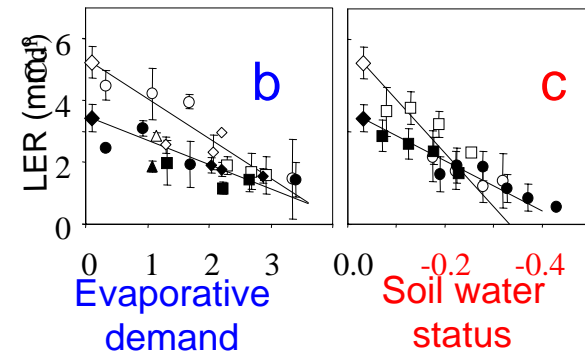 6
4
2
0
LER (mm
b
c
0 1 2 3
0.0 -0.2 -0.4
Evaporative
demand
Soil water
status